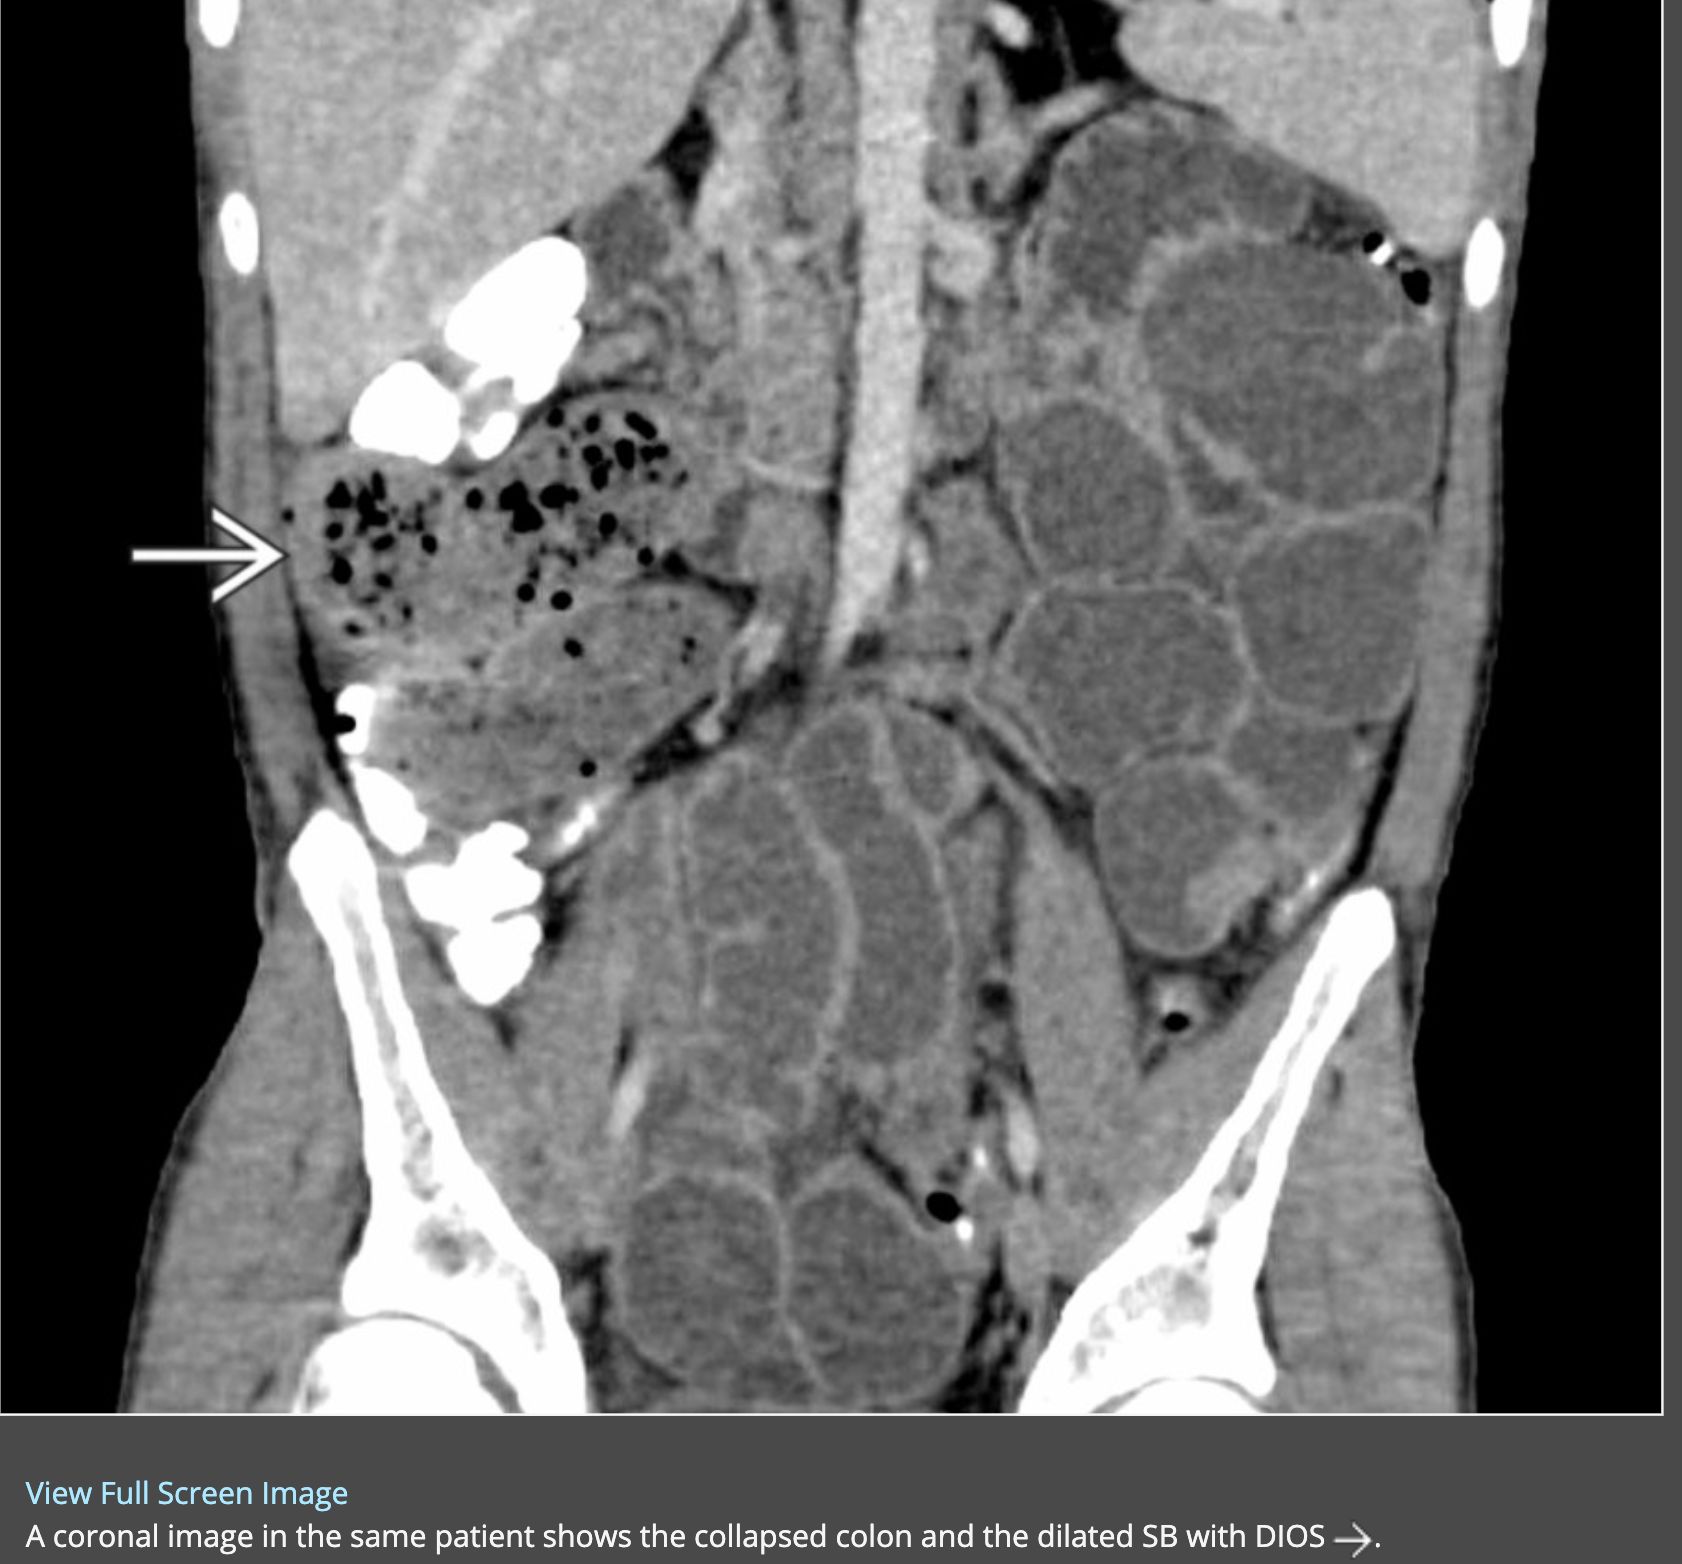 View Full Screen Image
A coronal image in the same patient shows the collapsed colon and the dilated SB with DIOS →.